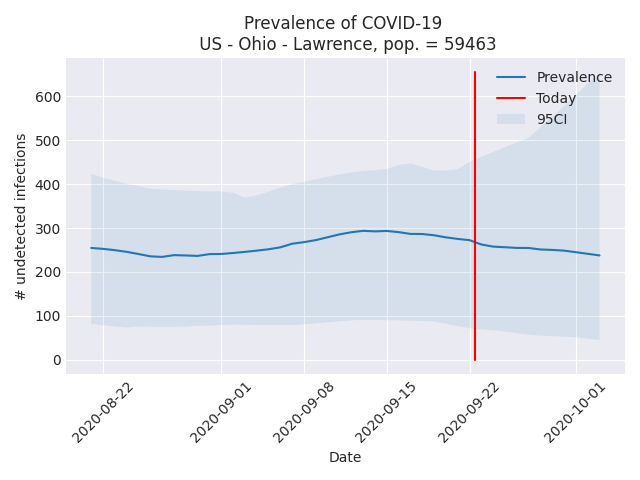 Prevalence of COVID-19
US - Ohio - Lawrence, pop. = 59463
Prevalence
Today
95CI
# undetected infections
600
500
400
300
200
100
0
2020-08-22
2020-09-01
2020-09-08
2020-09-15
2020-09-22
2020-10-01
Date